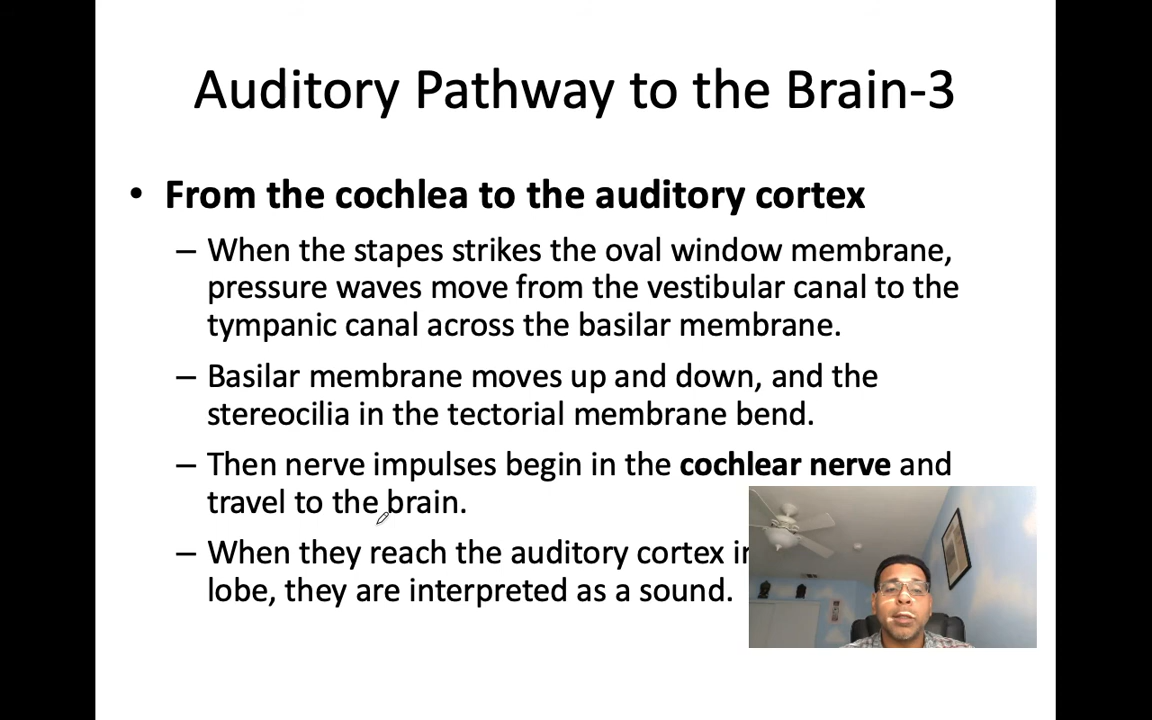 Auditory Pathway to the Brain-3
• From the cochlea to the auditory cortex
– When the stapes strikes the oval window membrane,
pressure waves move from the vestibular canal to the
tympanic canal across the basilar membrane.
– Basilar membrane moves up and down, and the
stereocilia in the tectorial membrane bend.
– Then nerve impulses begin in the cochlear nerve and
travel to the brain.
– When they reach the auditory cortex
lobe, they are interpreted as a sound.